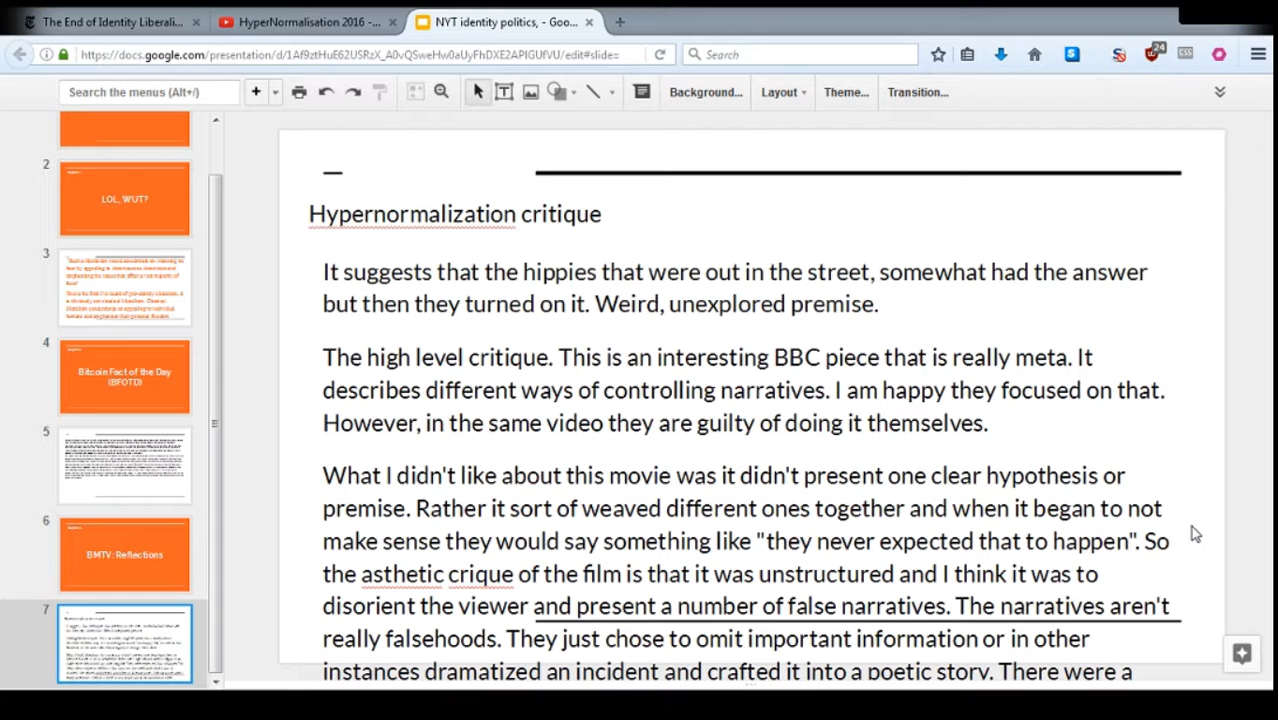 The End of Identity Liberali...
HyperNormalisation 2016 -...
NYT identity politics, - Goo...
https://docs.google.com/presentation/d/1Af9ztHuE62USRzX_A0vQSweHw0aUyFhDXE2APIGUfVU/edit#slide=
Search
24
Search the menus (Alt+/)
Background...
Layout
Theme...
Transition...
2
LOL, WUT?
3
4
Bitcoin Fact of the Day
(BFOTD)
5
6
BMTV: Reflections
7
Hypernormalization critique
It suggests that the hippies that were out in the street, somewhat had the answer
but then they turned on it. Weird, unexplored premise.
The high level critique. This is an interesting BBC piece that is really meta. It
describes different ways of controlling narratives. I am happy they focused on that.
However, in the same video they are guilty of doing it themselves.
What I didn't like about this movie was it didn't present one clear hypothesis or
premise. Rather it sort of weaved different ones together and when it began to not
make sense they would say something like "they never expected that to happen". So
the asthetic crique of the film is that it was unstructured and I think it was to
disorient the viewer and present a number of false narratives. The narratives aren't
really falsehoods. They just chose to omit important information or in other
instances dramatized an incident and crafted it into a poetic story. There were a